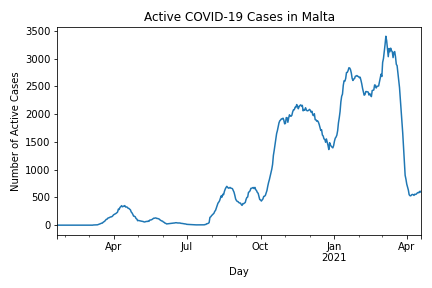 Active COVID-19 Cases in Malta
3500
3000
2500
2000
1500
1000
500
0
Number of Active Cases
Apr
Jul
Oct
Jan
2021
Apr
Day